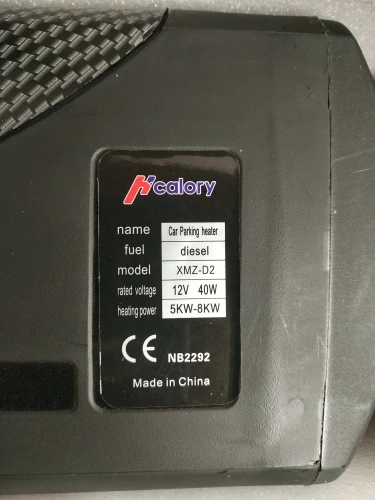 Hcalory
name Car Parking heater
fuel diesel
model XMZ-D2
rated voltage 12V 40W
heating power 5KW-8KW
CE NB2292
Made in China